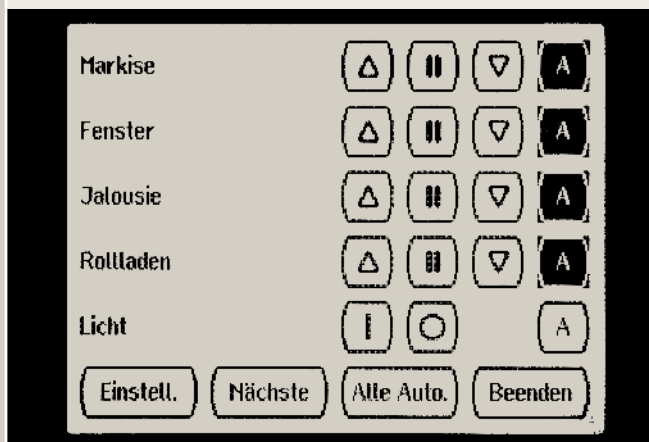 Markise A
Fenster A
Jalousie A
Rollladen A
Licht A
Einstell. Nächste Alle Auto. Beenden